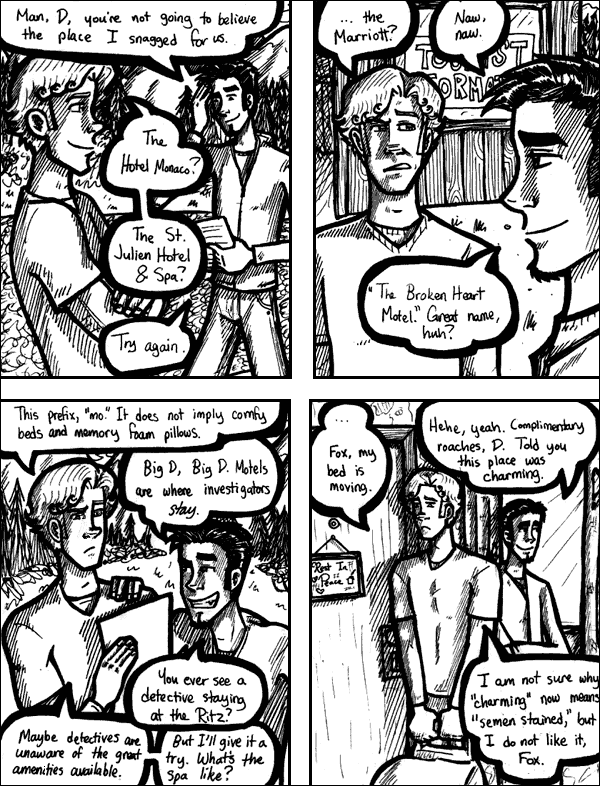 Man, D, you're not going to believe
the place I snagged for us.
The
Hotel Monaco?
The St.
Julien Hotel
& Spa?
Try again.
... the
Marriott?
Naw,
naw.
"The Broken Heart
Motel." Great name,
huh?
This prefix, "mo." It does not imply comfy
beds and memory foam pillows.
Big D, Big D. Motels
are where investigators
stay.
You ever see a
detective staying
at the Ritz?
Maybe detectives are
unaware of the great
amenities available.
But I'll give it a
try. What's the
spa like?
...
Fox, my
bed is
moving.
Hehe, yeah. Complimentary
roaches, D. Told you
this place was
charming.
Rest In
Peace
I am not sure why
"charming" now means
"semen stained," but
I do not like it,
Fox.